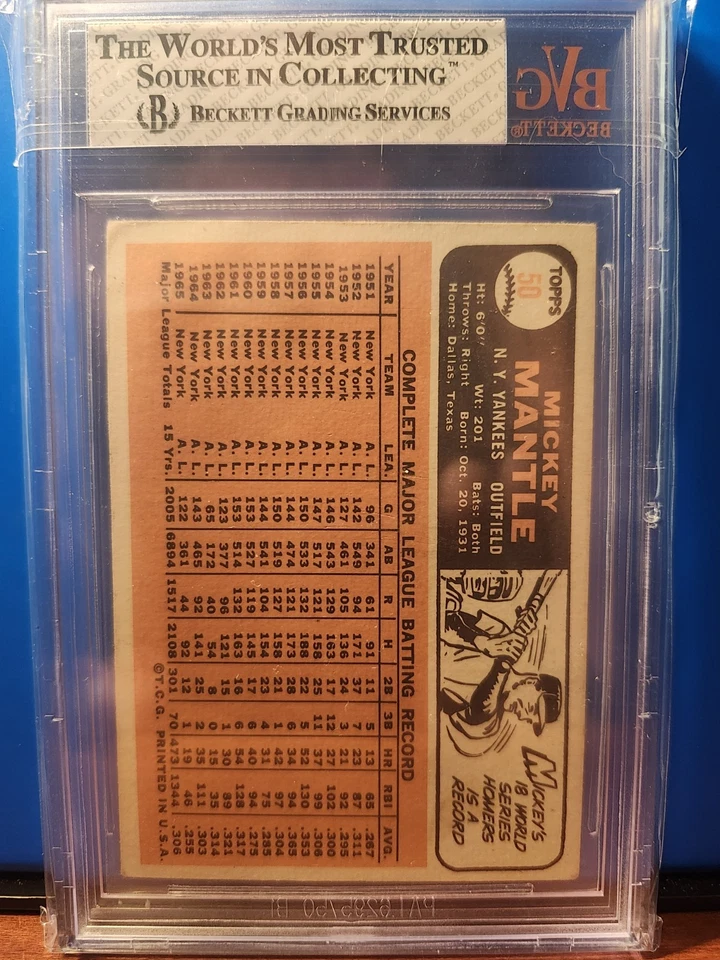 THE WORLD'S MOST TRUSTED
SOURCE IN COLLECTING™
B BECKETT GRADING SERVICES
BVG
BECKETT®
TOPPS
50
MICKEY
MANTLE
N. Y. YANKEES OUTFIELD
Ht: 6'0" Wt: 201 Bats: Both
Throws: Right Born: Oct. 20, 1931
Home: Dallas, Texas
MICKEY'S
18 WORLD
SERIES
HOMERS
IS A
RECORD
COMPLETE MAJOR LEAGUE BATTING RECORD
YEAR TEAM LEA. G AB R H 2B 3B HR RBI AVG.
1951 New York A. L. 96 341 61 91 11 5 13 65 .267
1952 New York A. L. 142 549 94 171 37 7 23 87 .311
1953 New York A. L. 127 461 105 136 24 3 21 92 .295
1954 New York A. L. 146 543 129 163 17 12 27 102 .300
1955 New York A. L. 147 517 121 158 25 11 37 99 .306
1956 New York A. L. 150 533 132 188 22 5 52 130 .353
1957 New York A. L. 144 474 121 173 28 6 34 94 .365
1958 New York A. L. 150 519 127 158 21 1 42 97 .304
1959 New York A. L. 144 541 104 154 23 4 31 75 .285
1960 New York A. L. 153 527 119 145 17 6 40 94 .275
1961 New York A. L. 153 514 132 163 16 6 54 128 .317
1962 New York A. L. 123 377 96 121 15 1 30 89 .321
1963 New York A. L. 65 172 40 54 8 0 15 35 .314
1964 New York A. L. 143 465 92 141 25 2 35 111 .303
1965 New York A. L. 122 361 44 92 12 1 19 46 .255
Major League Totals 15 Yrs. 2005 6894 1517 2108 301 70 473 1344 .306
©T.C.G. PRINTED IN U.S.A.